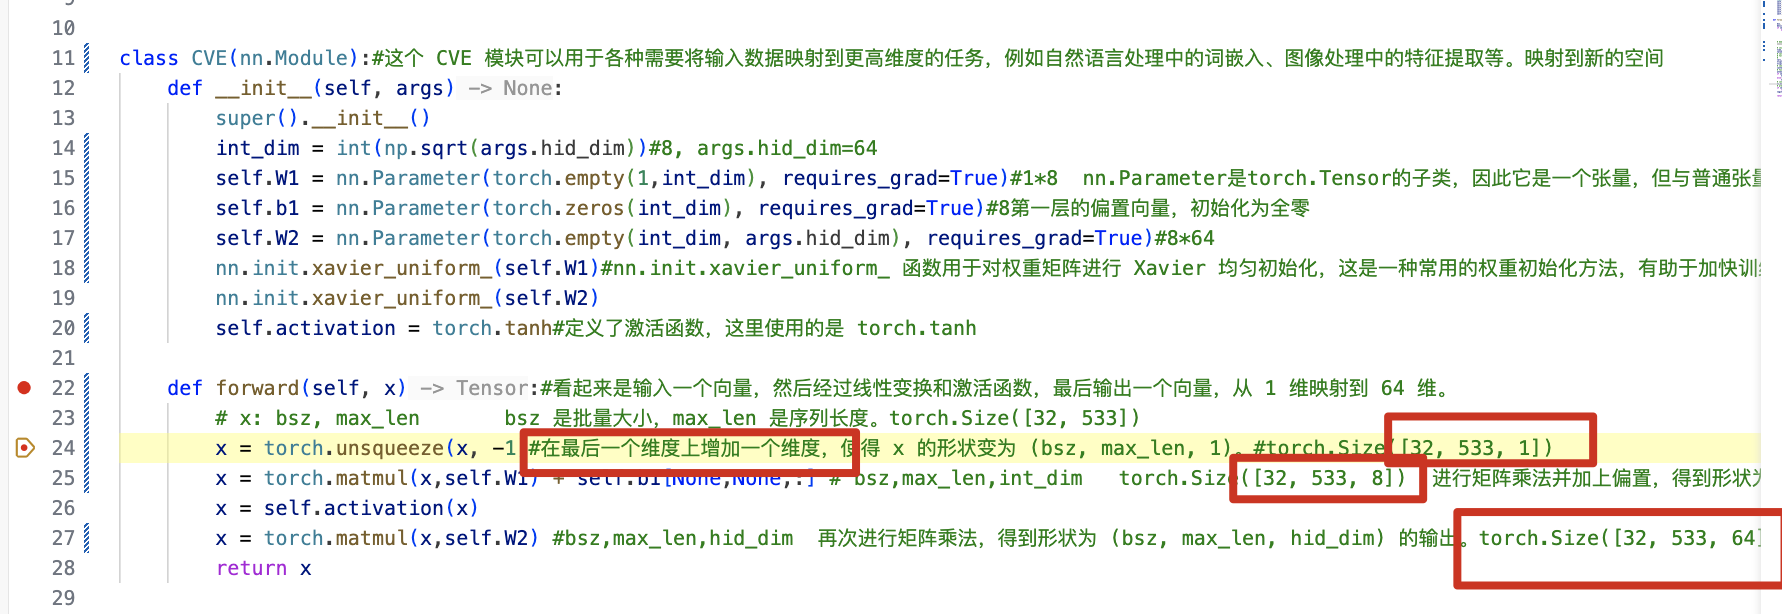 10
11 class CVE(nn.Module):#这个 CVE 模块可以用于各种需要将输入数据映射到更高维度的任务，例如自然语言处理中的词嵌入、图像处理中的特征提取等。映射到新的空间
12 def __init__(self, args) -> None:
13 super().__init__()
14 int_dim = int(np.sqrt(args.hid_dim))#8, args.hid_dim=64
15 self.W1 = nn.Parameter(torch.empty(1,int_dim), requires_grad=True)#1*8  nn.Parameter是torch.Tensor的子类，因此它是一个张量，但与普通张
16 self.b1 = nn.Parameter(torch.zeros(int_dim), requires_grad=True)#8第一层的偏置向量，初始化为全零
17 self.W2 = nn.Parameter(torch.empty(int_dim, args.hid_dim), requires_grad=True)#8*64
18 nn.init.xavier_uniform_(self.W1)#nn.init.xavier_uniform_ 函数用于对权重矩阵进行 Xavier 均匀初始化，这是一种常用的权重初始化方法，有助于加快训
19 nn.init.xavier_uniform_(self.W2)
20 self.activation = torch.tanh#定义了激活函数，这里使用的是 torch.tanh
21
22 def forward(self, x) -> Tensor:#看起来是输入一个向量，然后经过线性变换和激活函数，最后输出一个向量，从 1 维映射到 64 维。
23 # x: bsz, max_len       bsz 是批量大小，max_len 是序列长度。torch.Size([32, 533])
24 x = torch.unsqueeze(x, -1 #在最后一个维度上增加一个维度，使得 x 的形状变为 (bsz, max_len, 1)。#torch.Size([32, 533, 1])
25 x = torch.matmul(x,self.W1) + self.b1[None,None,:] # bsz,max_len,int_dim   torch.Size([32, 533, 8])  进行矩阵乘法并加上偏置，得到形状
26 x = self.activation(x)
27 x = torch.matmul(x,self.W2) #bsz,max_len,hid_dim  再次进行矩阵乘法，得到形状为 (bsz, max_len, hid_dim) 的输出。torch.Size([32, 533, 64]
28 return x
29